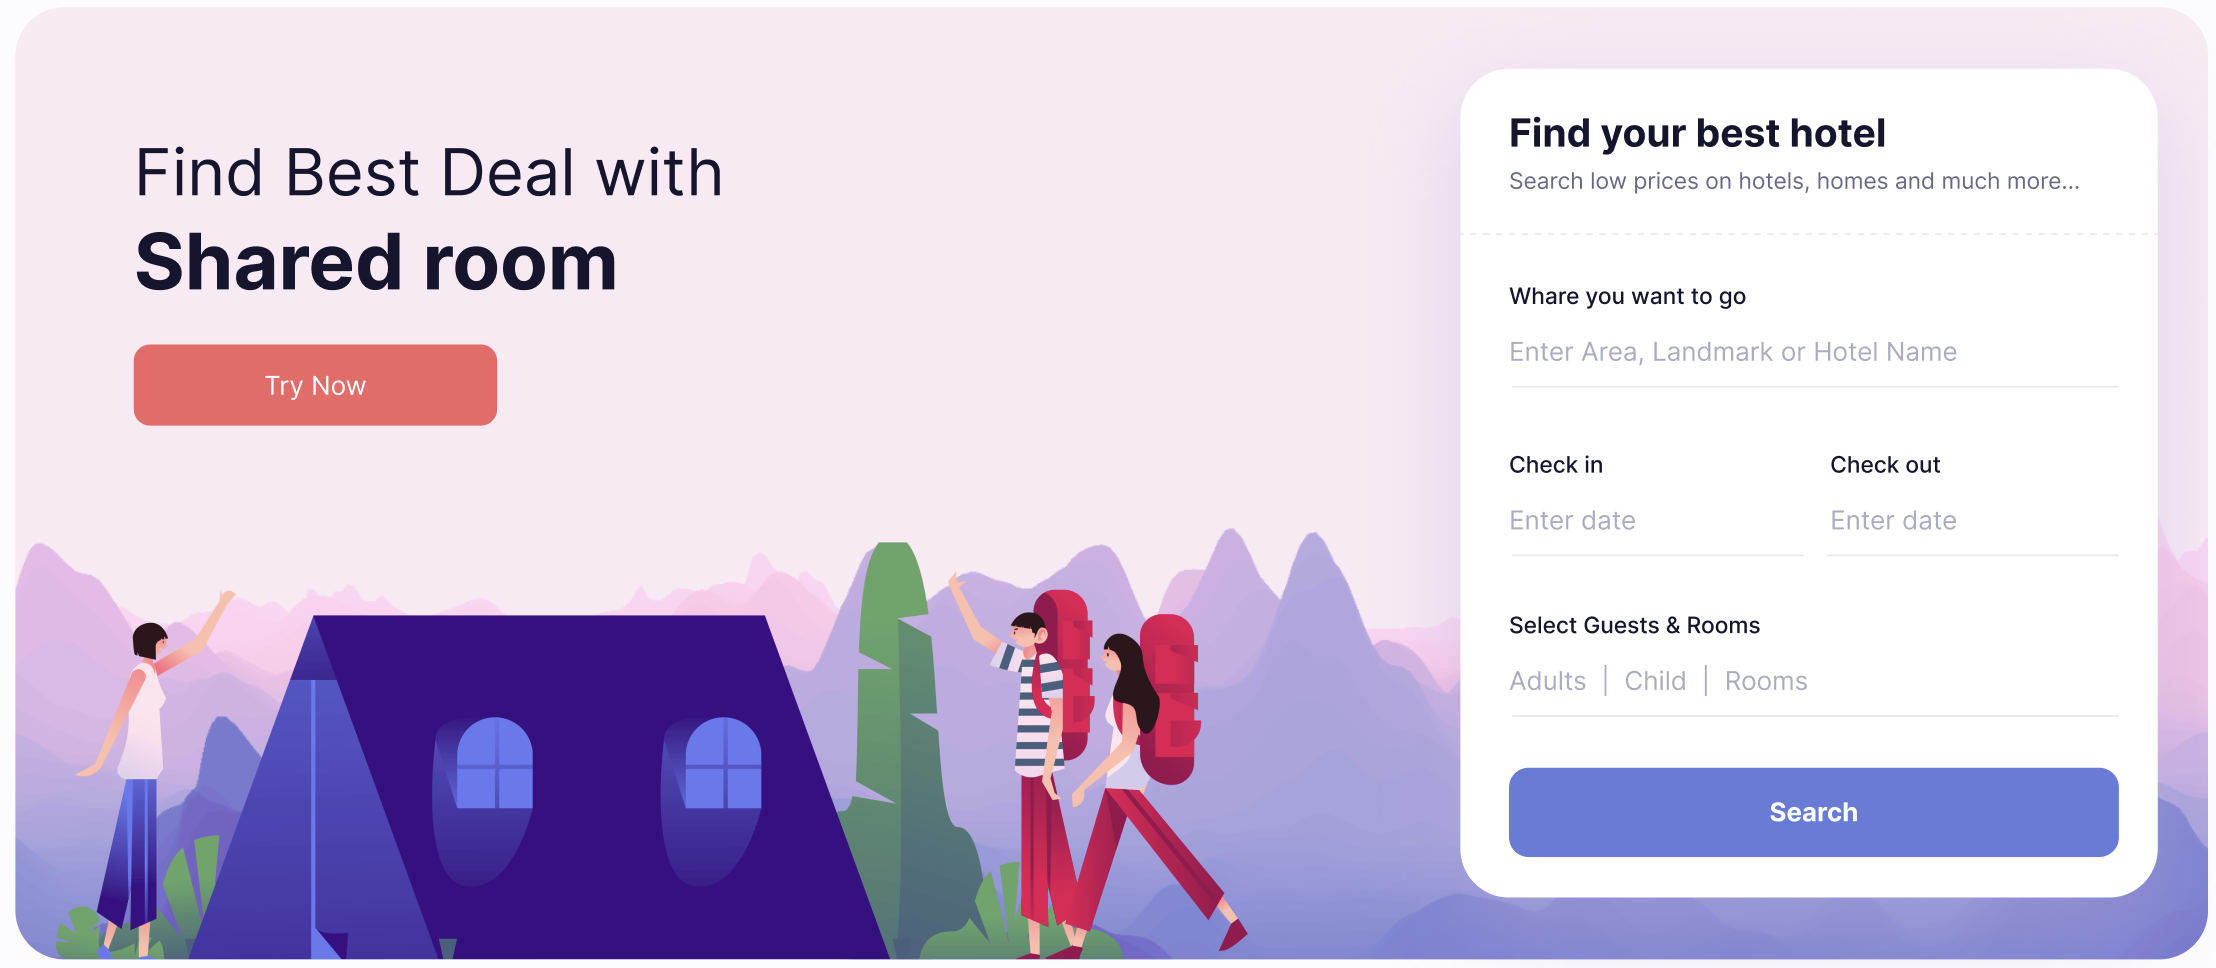 Find Best Deal with
Shared room
Try Now
Find your best hotel
Search low prices on hotels, homes and much more...
Whare you want to go
Enter Area, Landmark or Hotel Name
Check in
Check out
Enter date
Enter date
Select Guests & Rooms
Adults | Child | Rooms
Search